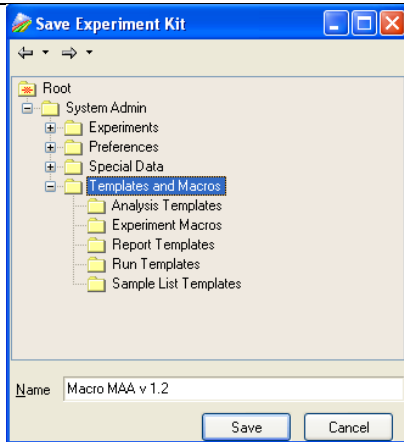 Save Experiment Kit
Root
System Admin
Experiments
Preferences
Special Data
Templates and Macros
Analysis Templates
Experiment Macros
Report Templates
Run Templates
Sample List Templates
Name Macro MAA v 1.2
Save Cancel